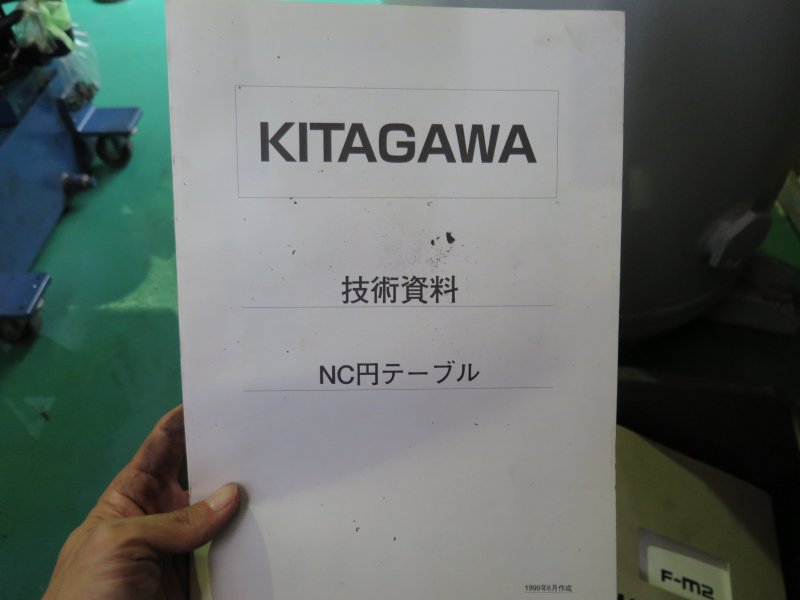 KITAGAWA
技術資料
NC円テーブル
1999年6月作成
F-m2